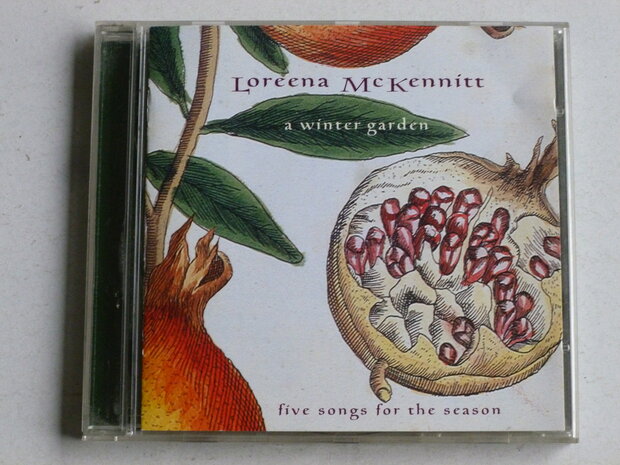 Loreena McKennitt
a winter garden
five songs for the season